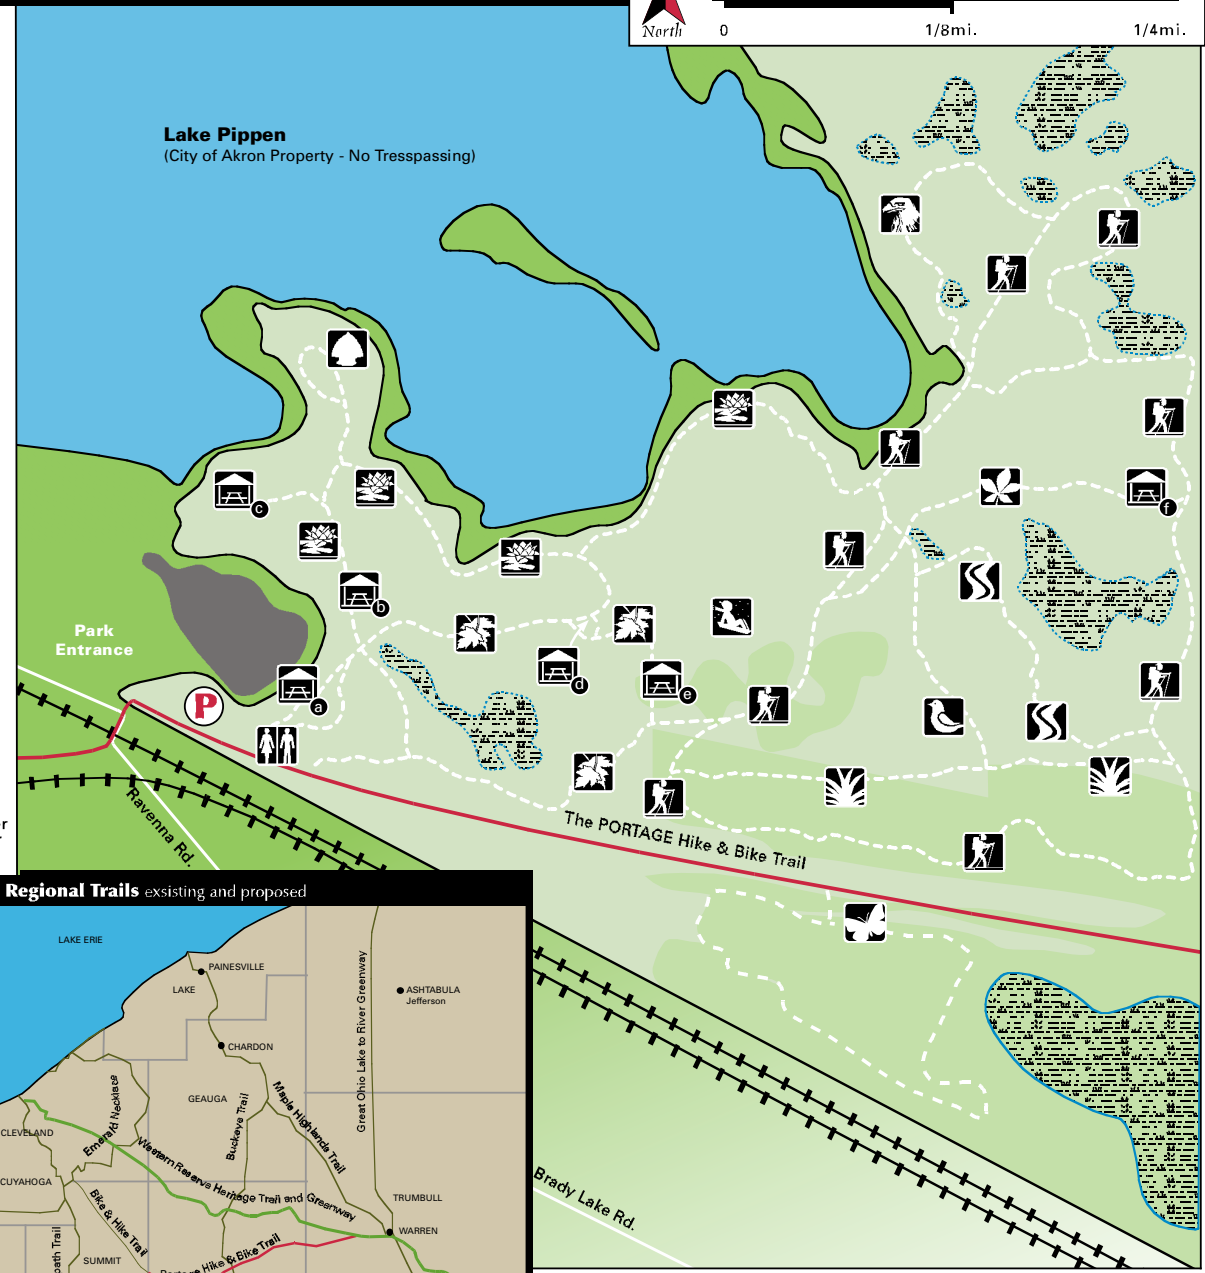 North
0
1/8mi.
1/4mi.
Lake Pippen
(City of Akron Property - No Tresspassing)
c
f
b
Park
Entrance
d
e
a
P
r
Ravenna Rd.
The PORTAGE Hike & Bike Trail
Regional Trails exsisting and proposed
LAKE ERIE
PAINESVILLE
LAKE
ASHTABULA
Jefferson
Great Ohio Lake to River Greenway
CHARDON
GEAUGA
Emerald Necklace
Buckeye Trail
Maple Highlands Trail
CLEVELAND
Western Reserve Heritage Trail and Greenway
CUYAHOGA
Bike & Hike Trail
TRUMBULL
WARREN
Brady Lake Rd.
path Trail
SUMMIT
Portage Hike & Bike Trail